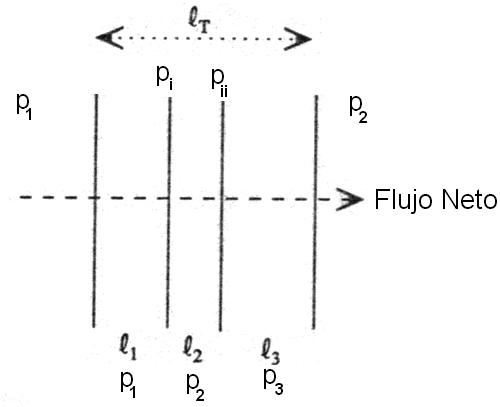 ℓT
p1 pi pii p2
Flujo Neto
ℓ1 ℓ2 ℓ3
p1 p2 p3